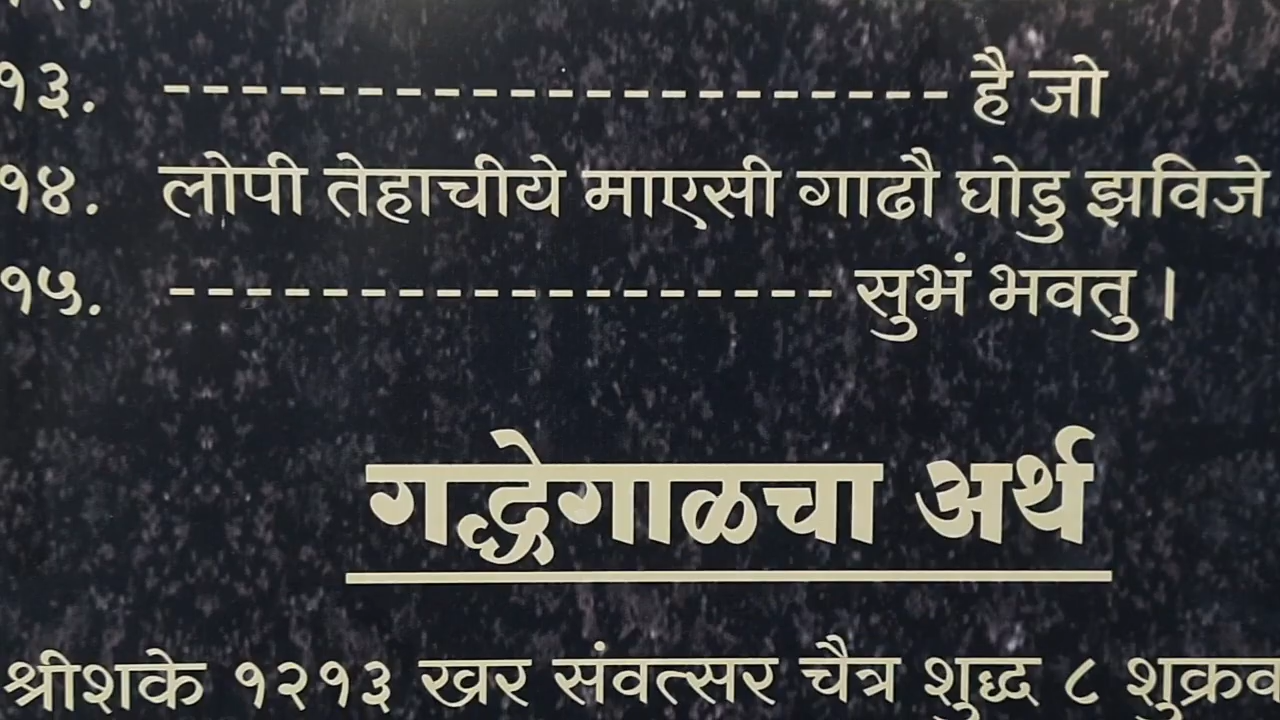 १३. ---------------------- है जो
१४. लोपी तेहाचीये माएसी गाढौ घोडु झविजे
१५. ------------------- सुभं भवतु ।
गद्धेगाळचा अर्थ
श्रीशके १२१३ खर संवत्सर चैत्र शुद्ध ८